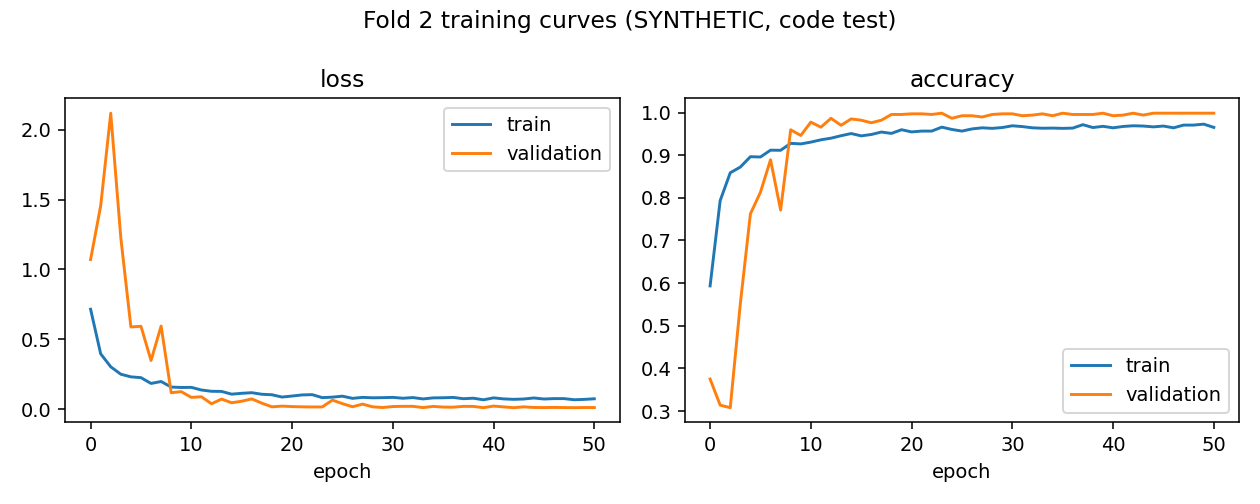 Fold 2 training curves (SYNTHETIC, code test)
loss
train
validation
2.0
1.5
1.0
0.5
0.0
0 10 20 30 40 50
epoch
accuracy
1.0
0.9
0.8
0.7
0.6
0.5
0.4
0.3
train
validation
0 10 20 30 40 50
epoch